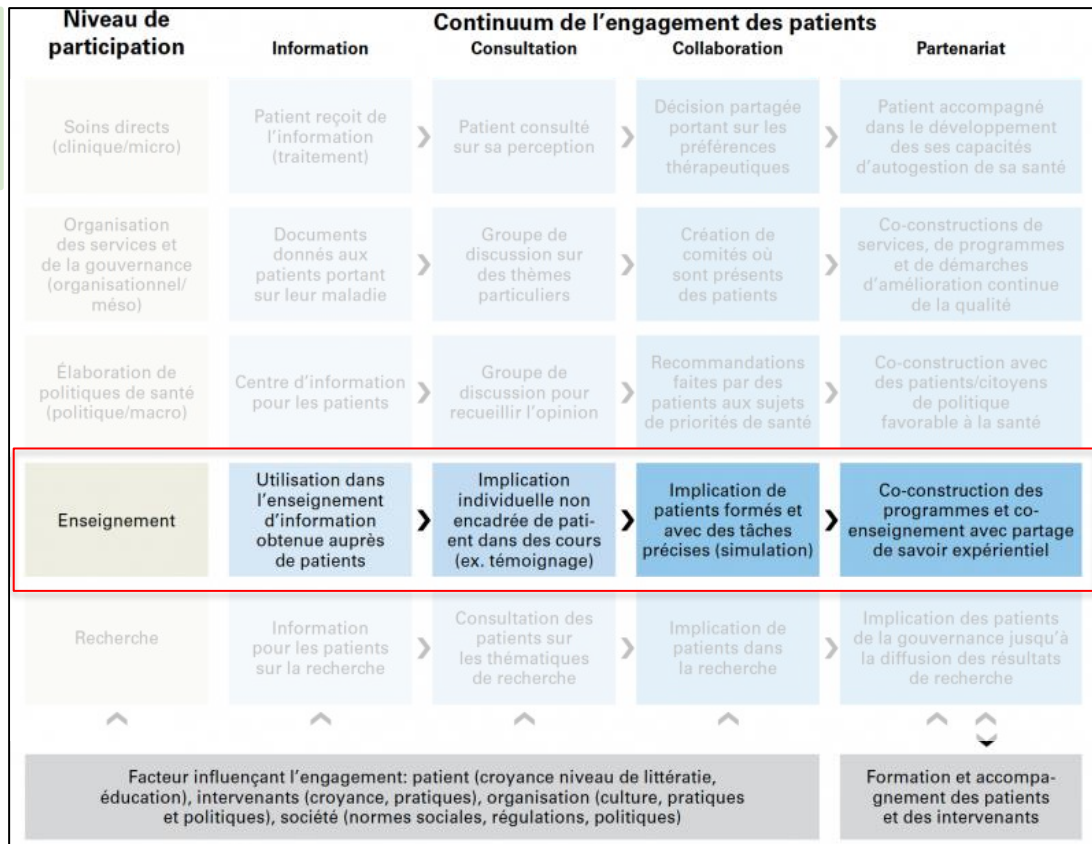 Niveau de
participation
Continuum de l'engagement des patients
Information
Consultation
Collaboration
Partenariat
Soins directs
(clinique/micro)
Patient reçoit de
l'information
(traitement)
Patient consulté
sur sa perception
Décision partagée
portant sur les
préférences
thérapeutiques
Patient accompagné
dans le développement
des ses capacités
d'autogestion de sa santé
Organisation
des services et
de la gouvernance
(organisationnel/
méso)
Documents
donnés aux
patients portant
sur leur maladie
Groupe de
discussion sur
des thèmes
particuliers
Création de
comités où
sont présents
des patients
Co-constructions de
services, de programmes
et de démarches
d'amélioration continue
de la qualité
Élaboration de
politiques de santé
(politique/macro)
Centre d'information
pour les patients
Groupe de
discussion pour
recueillir l'opinion
Recommandations
faites par des
patients aux sujets
de priorités de santé
Co-construction avec
des patients/citoyens
de politique
favorable à la santé
Enseignement
Utilisation dans
l'enseignement
d'information
obtenue auprès
de patients
Implication
individuelle non
encadrée de pati-
ent dans des cours
(ex. témoignage)
Implication de
patients formés et
avec des tâches
précises (simulation)
Co-construction des
programmes et co-
enseignement avec partage
de savoir expérientiel
Recherche
Information
pour les patients
sur la recherche
Consultation des
patients sur
les thématiques
de recherche
Implication de
patients dans
la recherche
Implication des patients
de la gouvernance jusqu'à
la diffusion des résultats
de recherche
Facteur influençant l'engagement: patient (croyance niveau de littératie,
éducation), intervenants (croyance, pratiques), organisation (culture, pratiques
et politiques), société (normes sociales, régulations, politiques)
Formation et accompa-
gnement des patients
et des intervenants